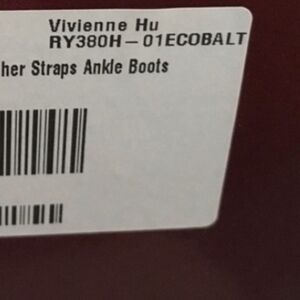 Vivienne Hu
RY380H-01ECOBALT
her Straps Ankle Boots